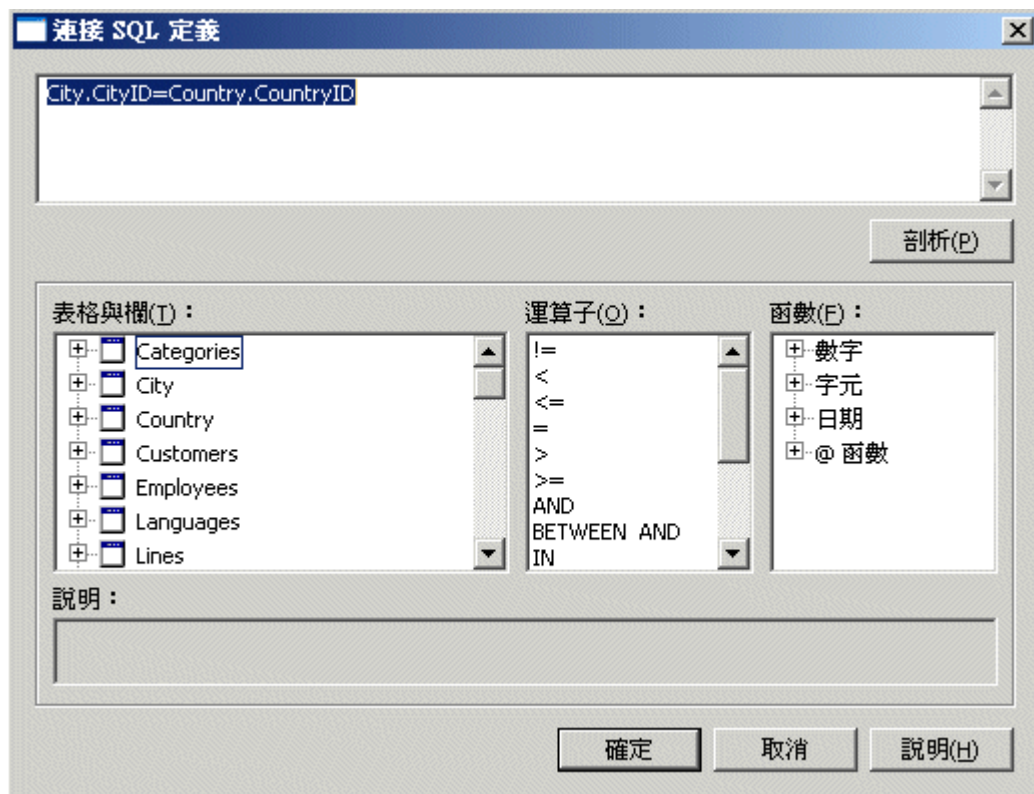 連接 SQL 定義
City.CityID=Country.CountryID
剖析(P)
表格與欄(T)：
Categories
City
Country
Customers
Employees
Languages
Lines
運算子(O)：
!=
<
<=
=
>
>=
AND
BETWEEN AND
IN
函數(F)：
數字
字元
日期
@ 函數
說明：
確定
取消
說明(H)